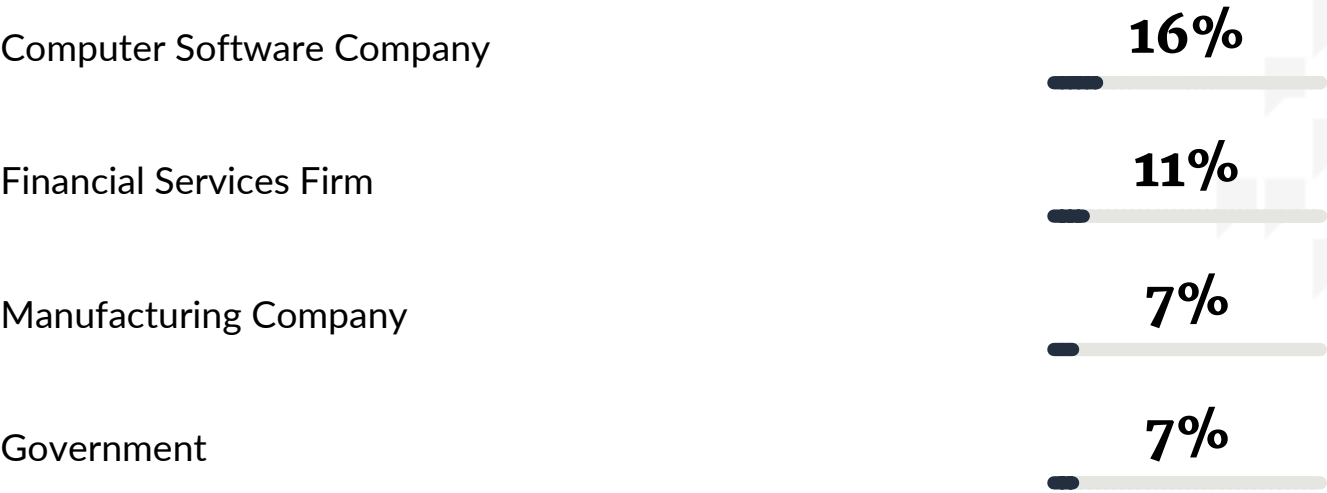 Computer Software Company 16%
Financial Services Firm 11%
Manufacturing Company 7%
Government 7%